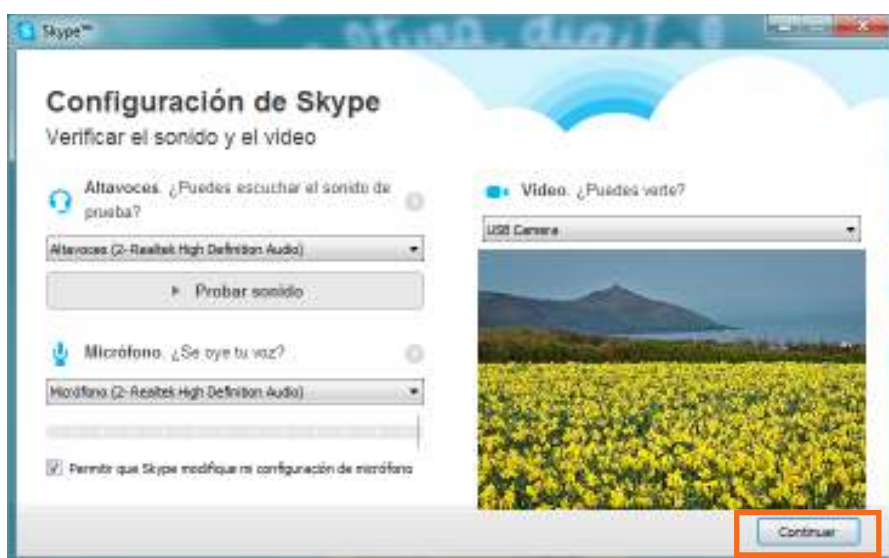 Skype™
Configuración de Skype
Verificar el sonido y el video
Altavoces. ¿Puedes escuchar el sonido de
prueba?
Altavoces (2- Realtek High Definition Audio)
Probar sonido
Micrófono. ¿Se oye tu voz?
Micrófono (2- Realtek High Definition Audio)
Permitir que Skype modifique mi configuración de micrófono
Video. ¿Puedes verte?
USB Camera
Continuar